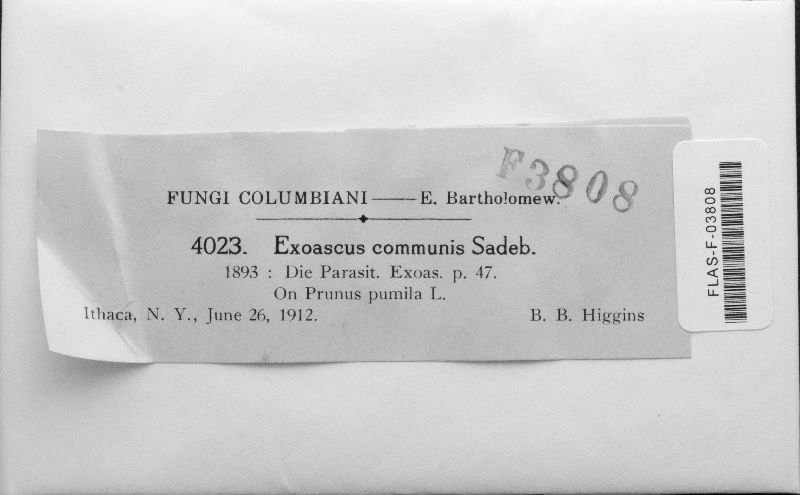 F3808
FUNGI COLUMBIANI — E. Bartholomew.
4023. Exoascus communis Sadeb.
1893 : Die Parasit. Exoas. p. 47.
On Prunus pumila L.
Ithaca, N. Y., June 26, 1912. B. B. Higgins
FLAS-F-03808